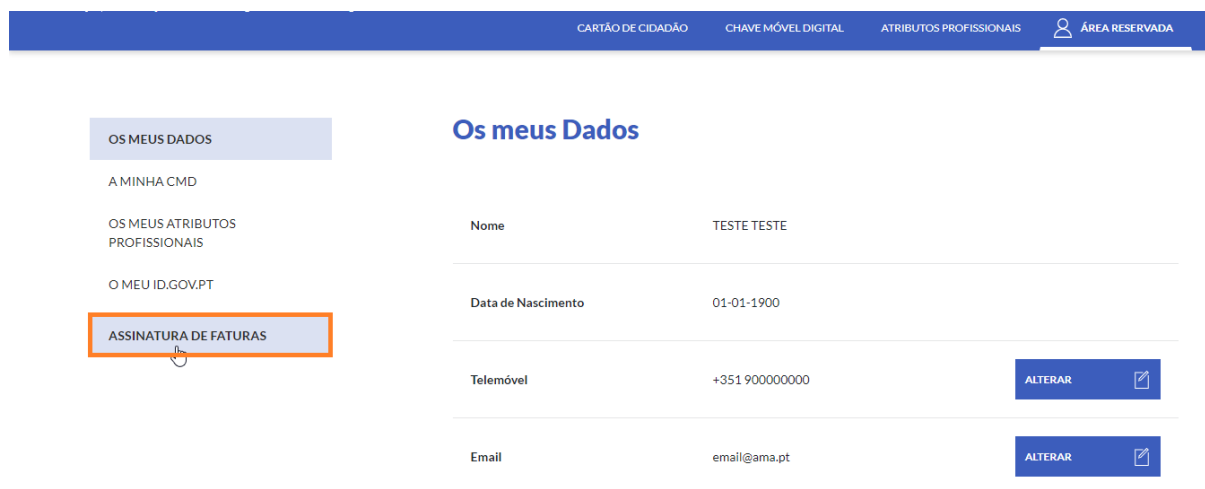 CARTÃO DE CIDADÃO CHAVE MÓVEL DIGITAL ATRIBUTOS PROFISSIONAIS ÁREA RESERVADA
OS MEUS DADOS
A MINHA CMD
OS MEUS ATRIBUTOS
PROFISSIONAIS
O MEU ID.GOV.PT
ASSINATURA DE FATURAS
Os meus Dados
Nome TESTE TESTE
Data de Nascimento 01-01-1900
Telemóvel +351 900000000 ALTERAR
Email email@ama.pt ALTERAR